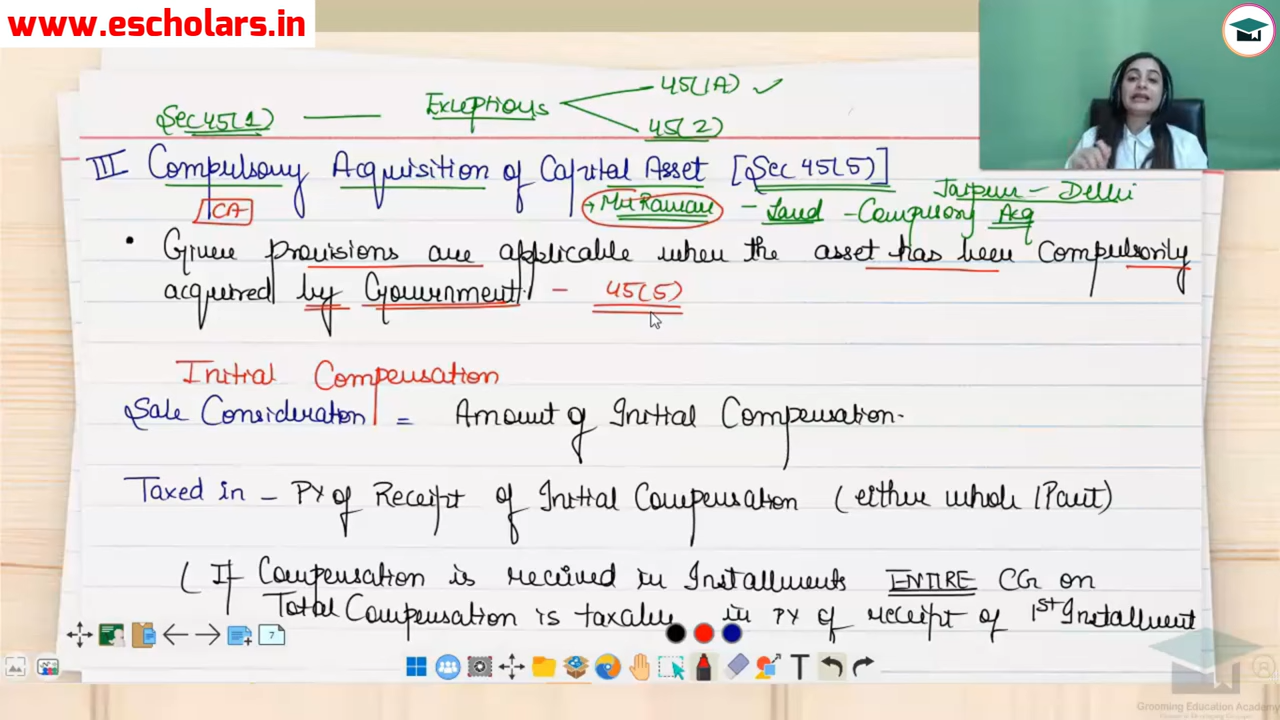 www.escholars.in
Sec 45(1) Exceptions 45(1A) ✓
45(2)
III Compulsory Acquisition of Capital Asset [Sec 45(5)]
Jaipur - Delhi
CA → Mr. Raman - Land - Compulsory Acq
• Given provisions are applicable when the asset has been compulsorily
acquired by Government. - 45(5)
Initial Compensation
Sale Consideration = Amount of Initial Compensation.
Taxed in - PY of Receipt of Initial Compensation (either whole / Part)
( If Compensation is received in Installments ENTIRE CG on
Total Compensation is taxable in PY of receipt of 1st Installment
7
T
Grooming Education Academy